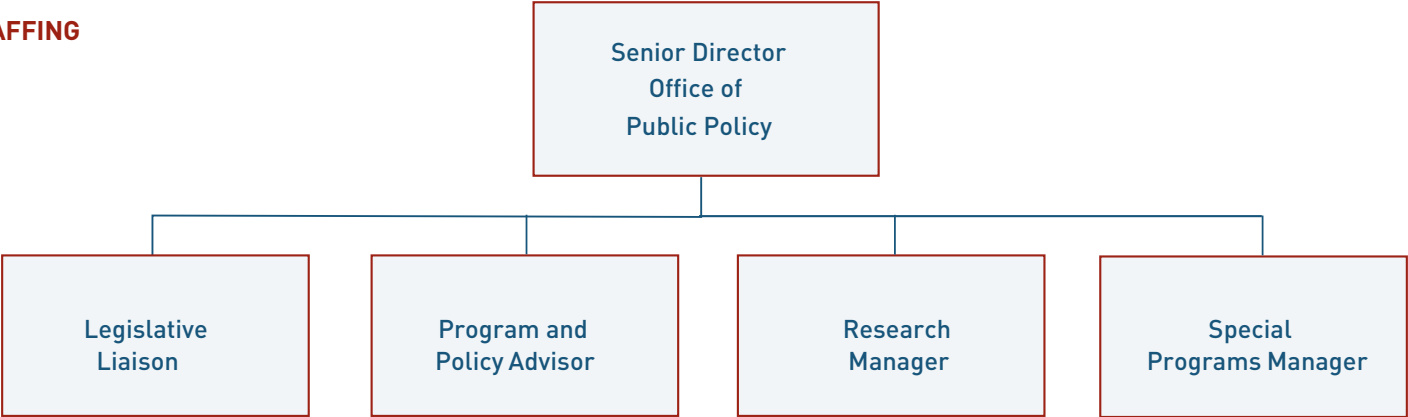 AFFING
Senior Director
Office of
Public Policy
Legislative
Liaison
Program and
Policy Advisor
Research
Manager
Special
Programs Manager